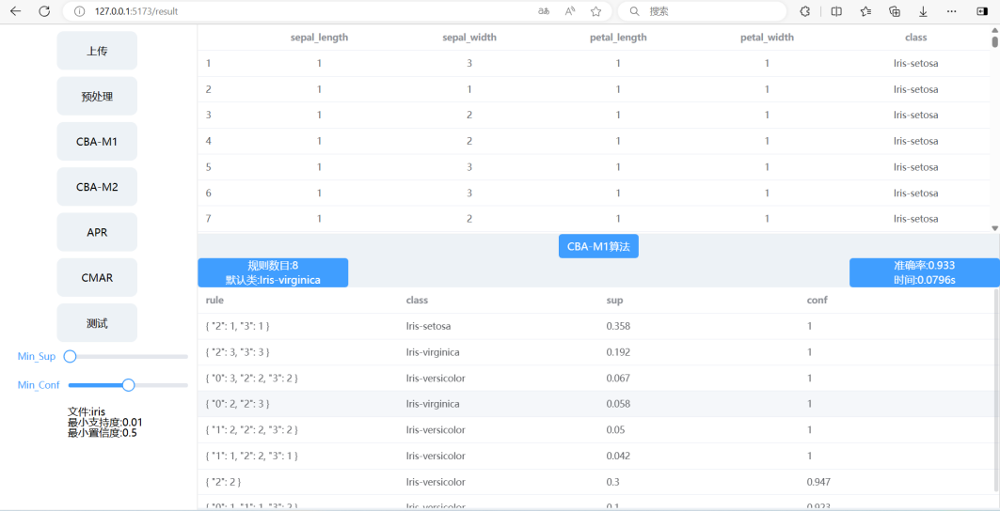 127.0.0.1:5173/result
搜索
上传
预处理
CBA-M1
CBA-M2
APR
CMAR
测试
Min_Sup
Min_Conf
文件:iris
最小支持度:0.01
最小置信度:0.5
sepal_length sepal_width petal_length petal_width class
1 1 3 1 1 Iris-setosa
2 1 1 1 1 Iris-setosa
3 1 2 1 1 Iris-setosa
4 1 2 1 1 Iris-setosa
5 1 3 1 1 Iris-setosa
6 1 3 1 1 Iris-setosa
7 1 2 1 1 Iris-setosa
CBA-M1算法
规则数目:8
默认类:Iris-virginica
准确率:0.933
时间:0.0796s
rule class sup conf
{ "2": 1, "3": 1 } Iris-setosa 0.358 1
{ "2": 3, "3": 3 } Iris-virginica 0.192 1
{ "0": 3, "2": 2, "3": 2 } Iris-versicolor 0.067 1
{ "0": 2, "2": 3 } Iris-virginica 0.058 1
{ "1": 2, "2": 2, "3": 2 } Iris-versicolor 0.05 1
{ "1": 1, "2": 2, "3": 1 } Iris-versicolor 0.042 1
{ "2": 2 } Iris-versicolor 0.3 0.947
{ "0": 1, "1": 1, "3": 2 } Iris-versicolor 0.1 0.923